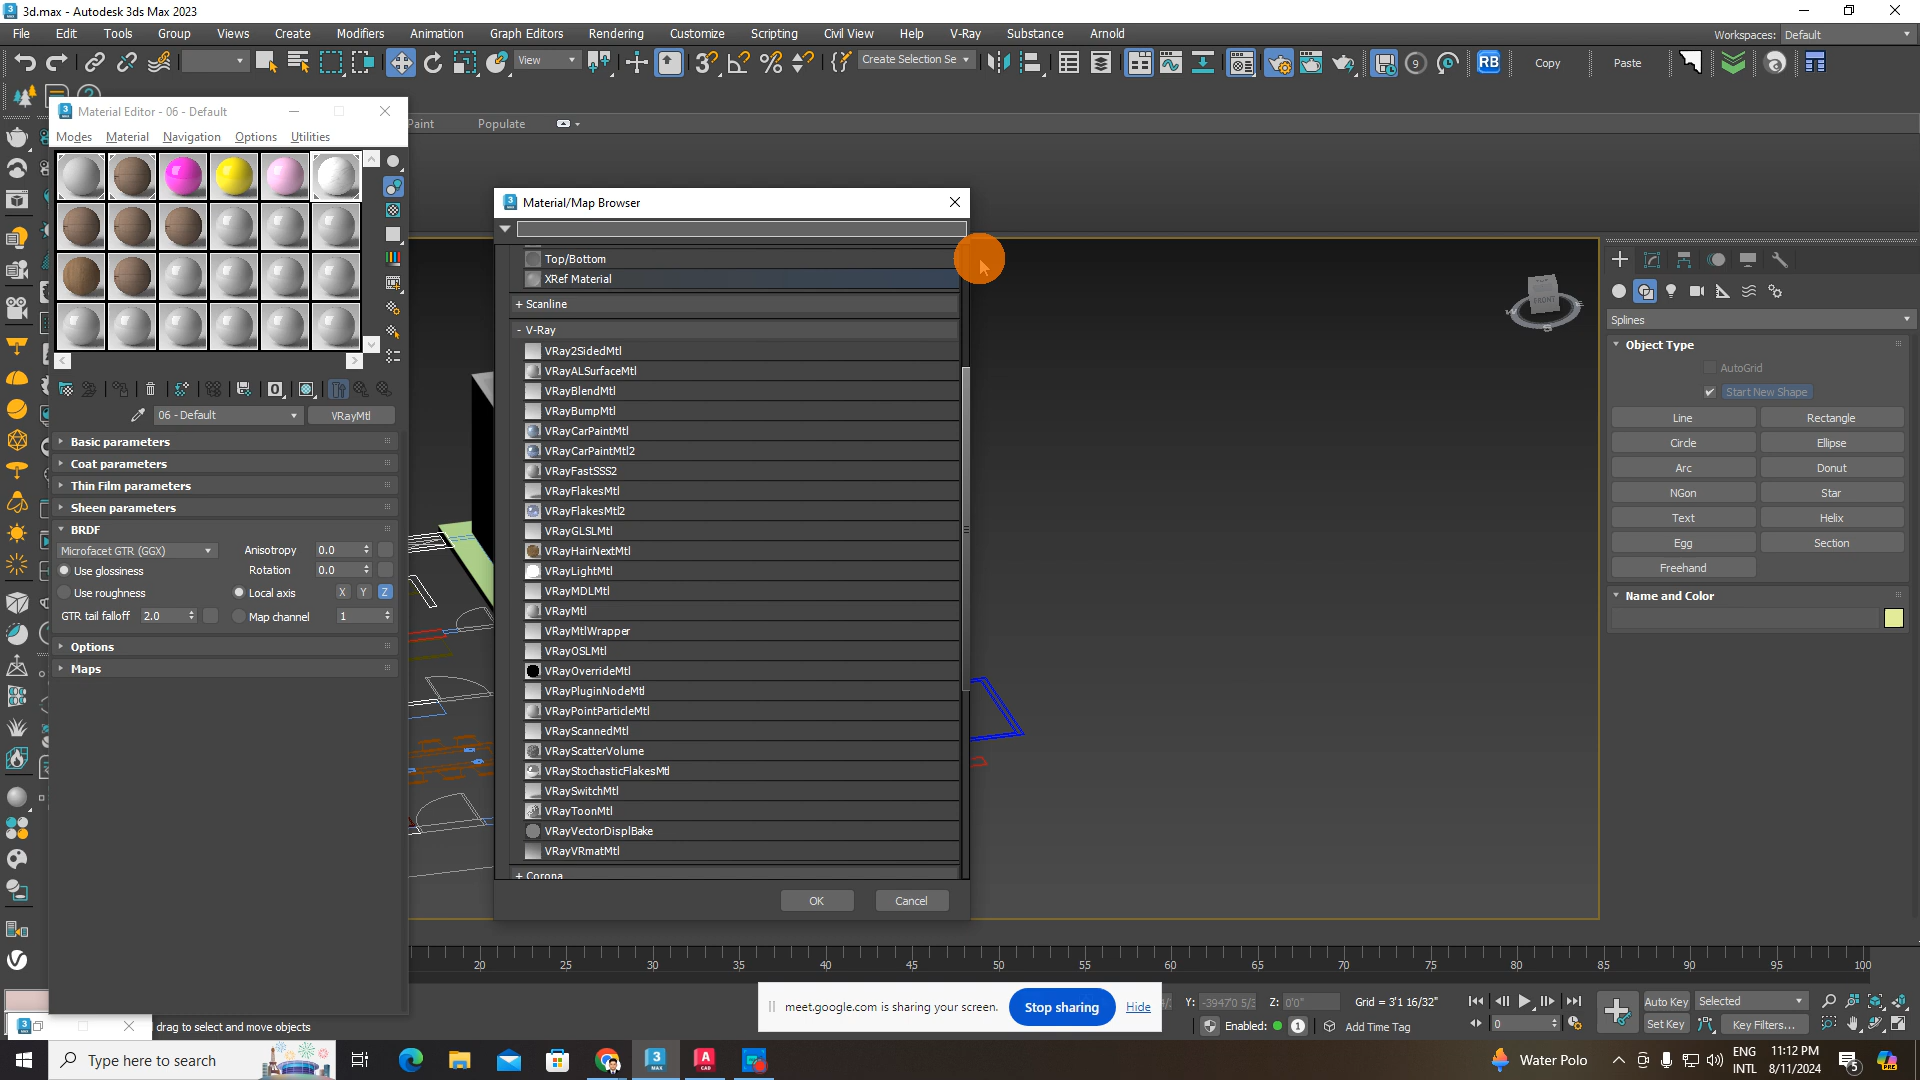 3d.max - Autodesk 3ds Max 2023
File Edit Tools Group Views Create Modifiers Animation Graph Editors Rendering Customize Scripting Civil View Help V-Ray Substance Arnold
Workspaces: Default
View
Create Selection Se
RB
Copy
Paste
Material Editor - 06 - Default
Modes Material Navigation Options Utilities
Paint Populate
Material/Map Browser
Top/Bottom
XRef Material
+ Scanline
- V-Ray
VRay2SidedMtl
VRayALSurfaceMtl
VRayBlendMtl
VRayBumpMtl
VRayCarPaintMtl
VRayCarPaintMtl2
VRayFastSSS2
VRayFlakesMtl
VRayFlakesMtl2
VRayGLSLMtl
VRayHairNextMtl
VRayLightMtl
VRayMDLMtl
VRayMtl
VRayMtlWrapper
VRayOSLMtl
VRayOverrideMtl
VRayPluginNodeMtl
VRayPointParticleMtl
VRayScannedMtl
VRayScatterVolume
VRayStochasticFlakesMtl
VRaySwitchMtl
VRayToonMtl
VRayVectorDisplBake
VRayVRmatMtl
+ Corona
OK Cancel
06 - Default VRayMtl
Basic parameters
Coat parameters
Thin Film parameters
Sheen parameters
BRDF
Microfacet GTR (GGX) Anisotropy 0.0
Use glossiness Rotation 0.0
Use roughness Local axis X Y Z
GTR tail falloff 2.0 Map channel 1
Options
Maps
FRONT
Splines
Object Type
AutoGrid
Start New Shape
Line Rectangle
Circle Ellipse
Arc Donut
NGon Star
Text Helix
Egg Section
Freehand
Name and Color
20 25 30 35 40 45 50 55 60 65 70 75 80 85 90 95 100
meet.google.com is sharing your screen. Stop sharing Hide
Y: Z: 0'0" Grid = 3'1 16/32"
Enabled: 1 Add Time Tag
0
Auto Key Selected
Set Key Key Filters...
drag to select and move objects
Type here to search
Water Polo
ENG
INTL
11:12 PM
8/11/2024
5